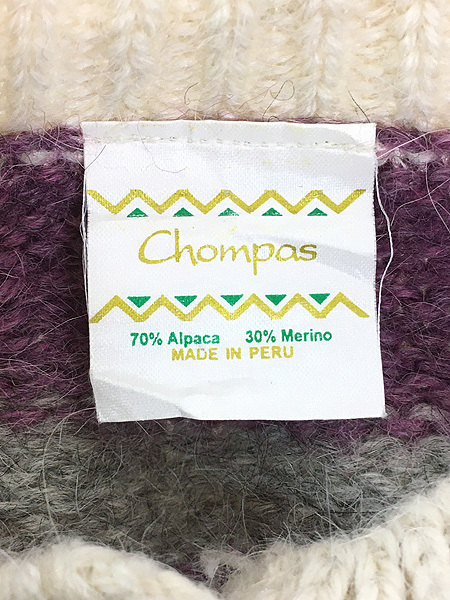 Chompas
70% Alpaca 30% Merino
MADE IN PERU